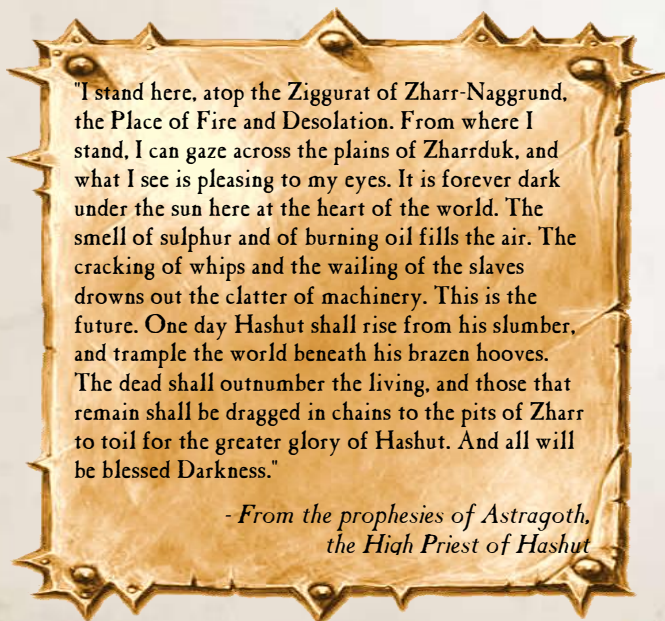 "I stand here, atop the Ziggurat of Zharr-Naggrund,
the Place of Fire and Desolation. From where I
stand, I can gaze across the plains of Zharrduk, and
what I see is pleasing to my eyes. It is forever dark
under the sun here at the heart of the world. The
smell of sulphur and of burning oil fills the air. The
cracking of whips and the wailing of the slaves
drowns out the clatter of machinery. This is the
future. One day Hashut shall rise from his slumber,
and trample the world beneath his brazen hooves.
The dead shall outnumber the living, and those that
remain shall be dragged in chains to the pits of Zharr
to toil for the greater glory of Hashut. And all will
be blessed Darkness."
- From the prophesies of Astragoth,
the High Priest of Hashut